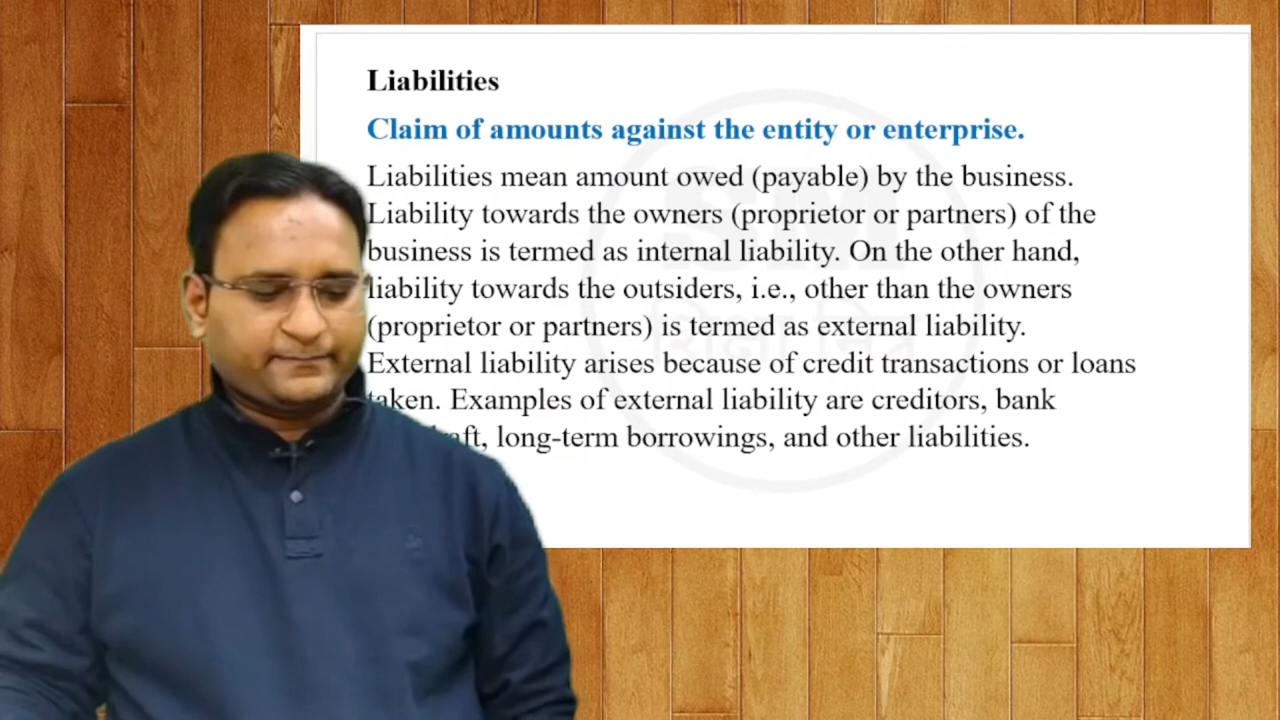 Liabilities
Claim of amounts against the entity or enterprise.
Liabilities mean amount owed (payable) by the business.
Liability towards the owners (proprietor or partners) of the
business is termed as internal liability. On the other hand,
liability towards the outsiders, i.e., other than the owners
(proprietor or partners) is termed as external liability.
External liability arises because of credit transactions or loans
taken. Examples of external liability are creditors, bank
long-term borrowings, and other liabilities.
SM